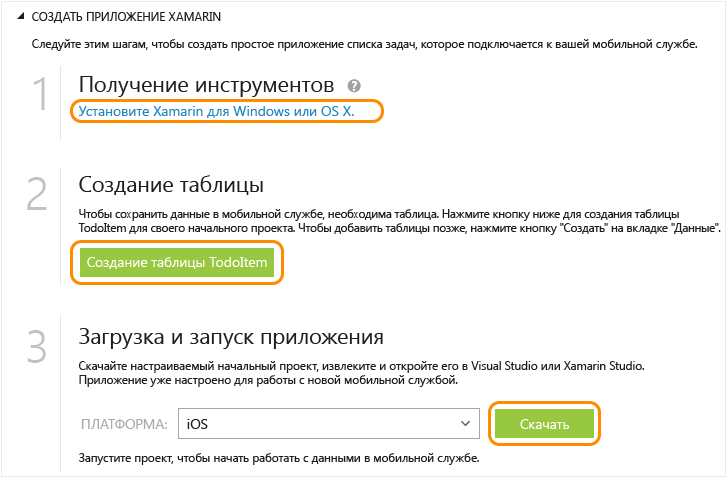 СОЗДАТЬ ПРИЛОЖЕНИЕ XAMARIN
Следуйте этим шагам, чтобы создать простое приложение списка задач, которое подключается к вашей мобильной службе.
1
Получение инструментов ?
Установите Xamarin для Windows или OS X.
2
Создание таблицы
Чтобы сохранить данные в мобильной службе, необходима таблица. Нажмите кнопку ниже для создания таблицы
TodoItem для своего начального проекта. Чтобы добавить таблицы позже, нажмите кнопку "Создать" на вкладке "Данные".
Создание таблицы TodoItem
3
Загрузка и запуск приложения
Скачайте настраиваемый начальный проект, извлеките и откройте его в Visual Studio или Xamarin Studio.
Приложение уже настроено для работы с новой мобильной службой.
ПЛАТФОРМА: iOS Скачать
Запустите проект, чтобы начать работать с данными в мобильной службе.